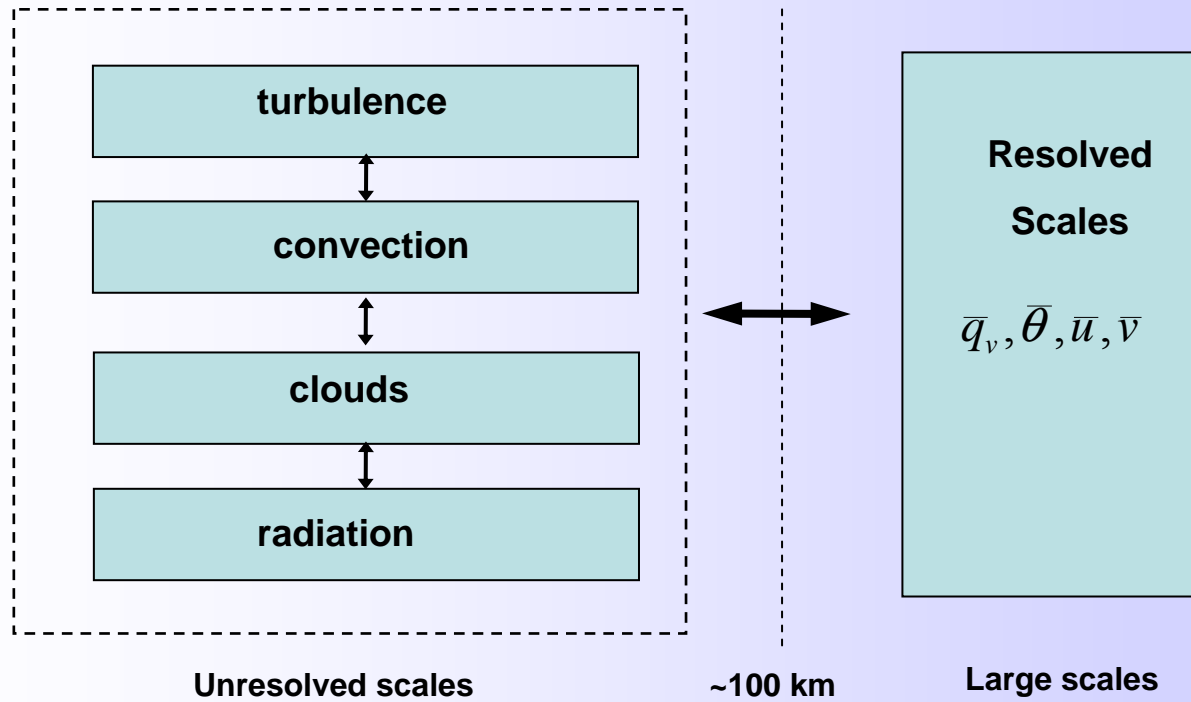 turbulence
convection
clouds
radiation
Resolved
Scales
q̅ᵥ, θ̅, u̅, v̅
Unresolved scales
~100 km
Large scales